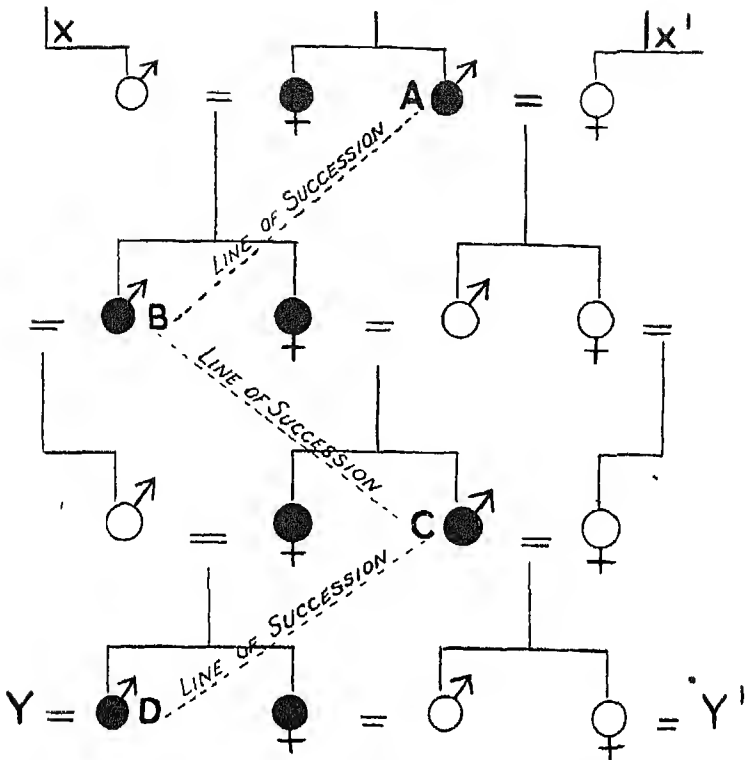 X
X'
A
=
=
LINE OF SUCCESSION
=
B
=
=
LINE OF SUCCESSION
=
C
=
LINE OF SUCCESSION
Y = D = = Y'